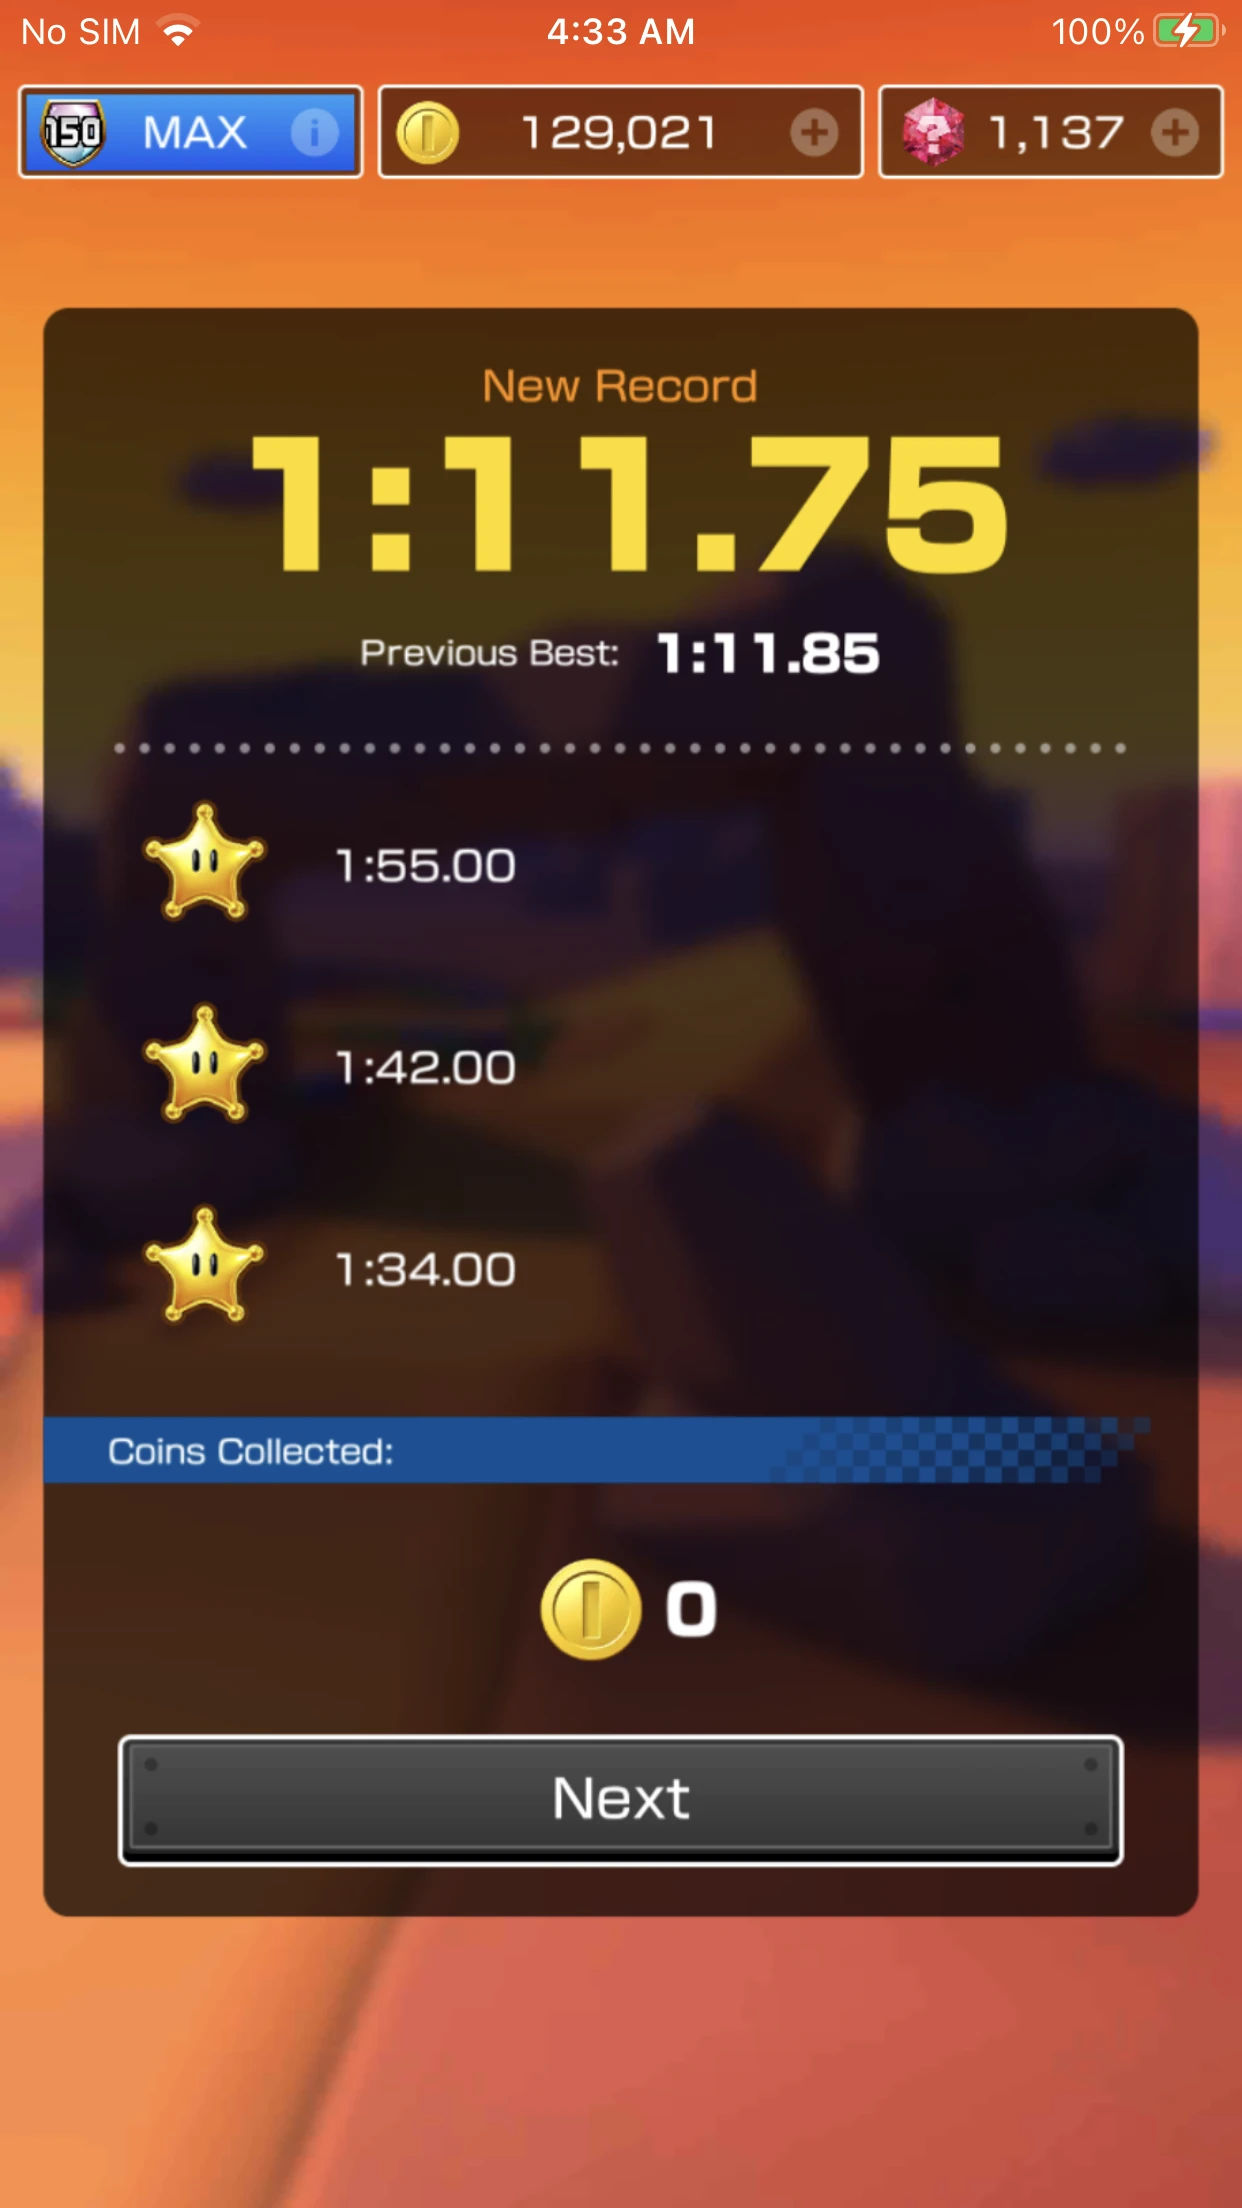 No SIM 4:33 AM 100%
150 MAX i 129,021 + ? 1,137 +
New Record
1:11.75
Previous Best: 1:11.85
1:55.00
1:42.00
1:34.00
Coins Collected:
0
Next